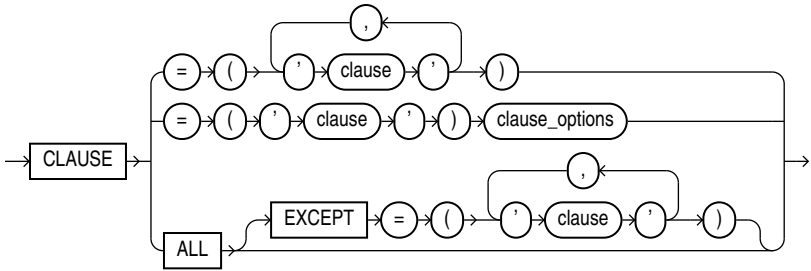 ,
= ( ' clause ' )
= ( ' clause ' ) clause_options
CLAUSE
,
EXCEPT = ( ' clause ' )
ALL